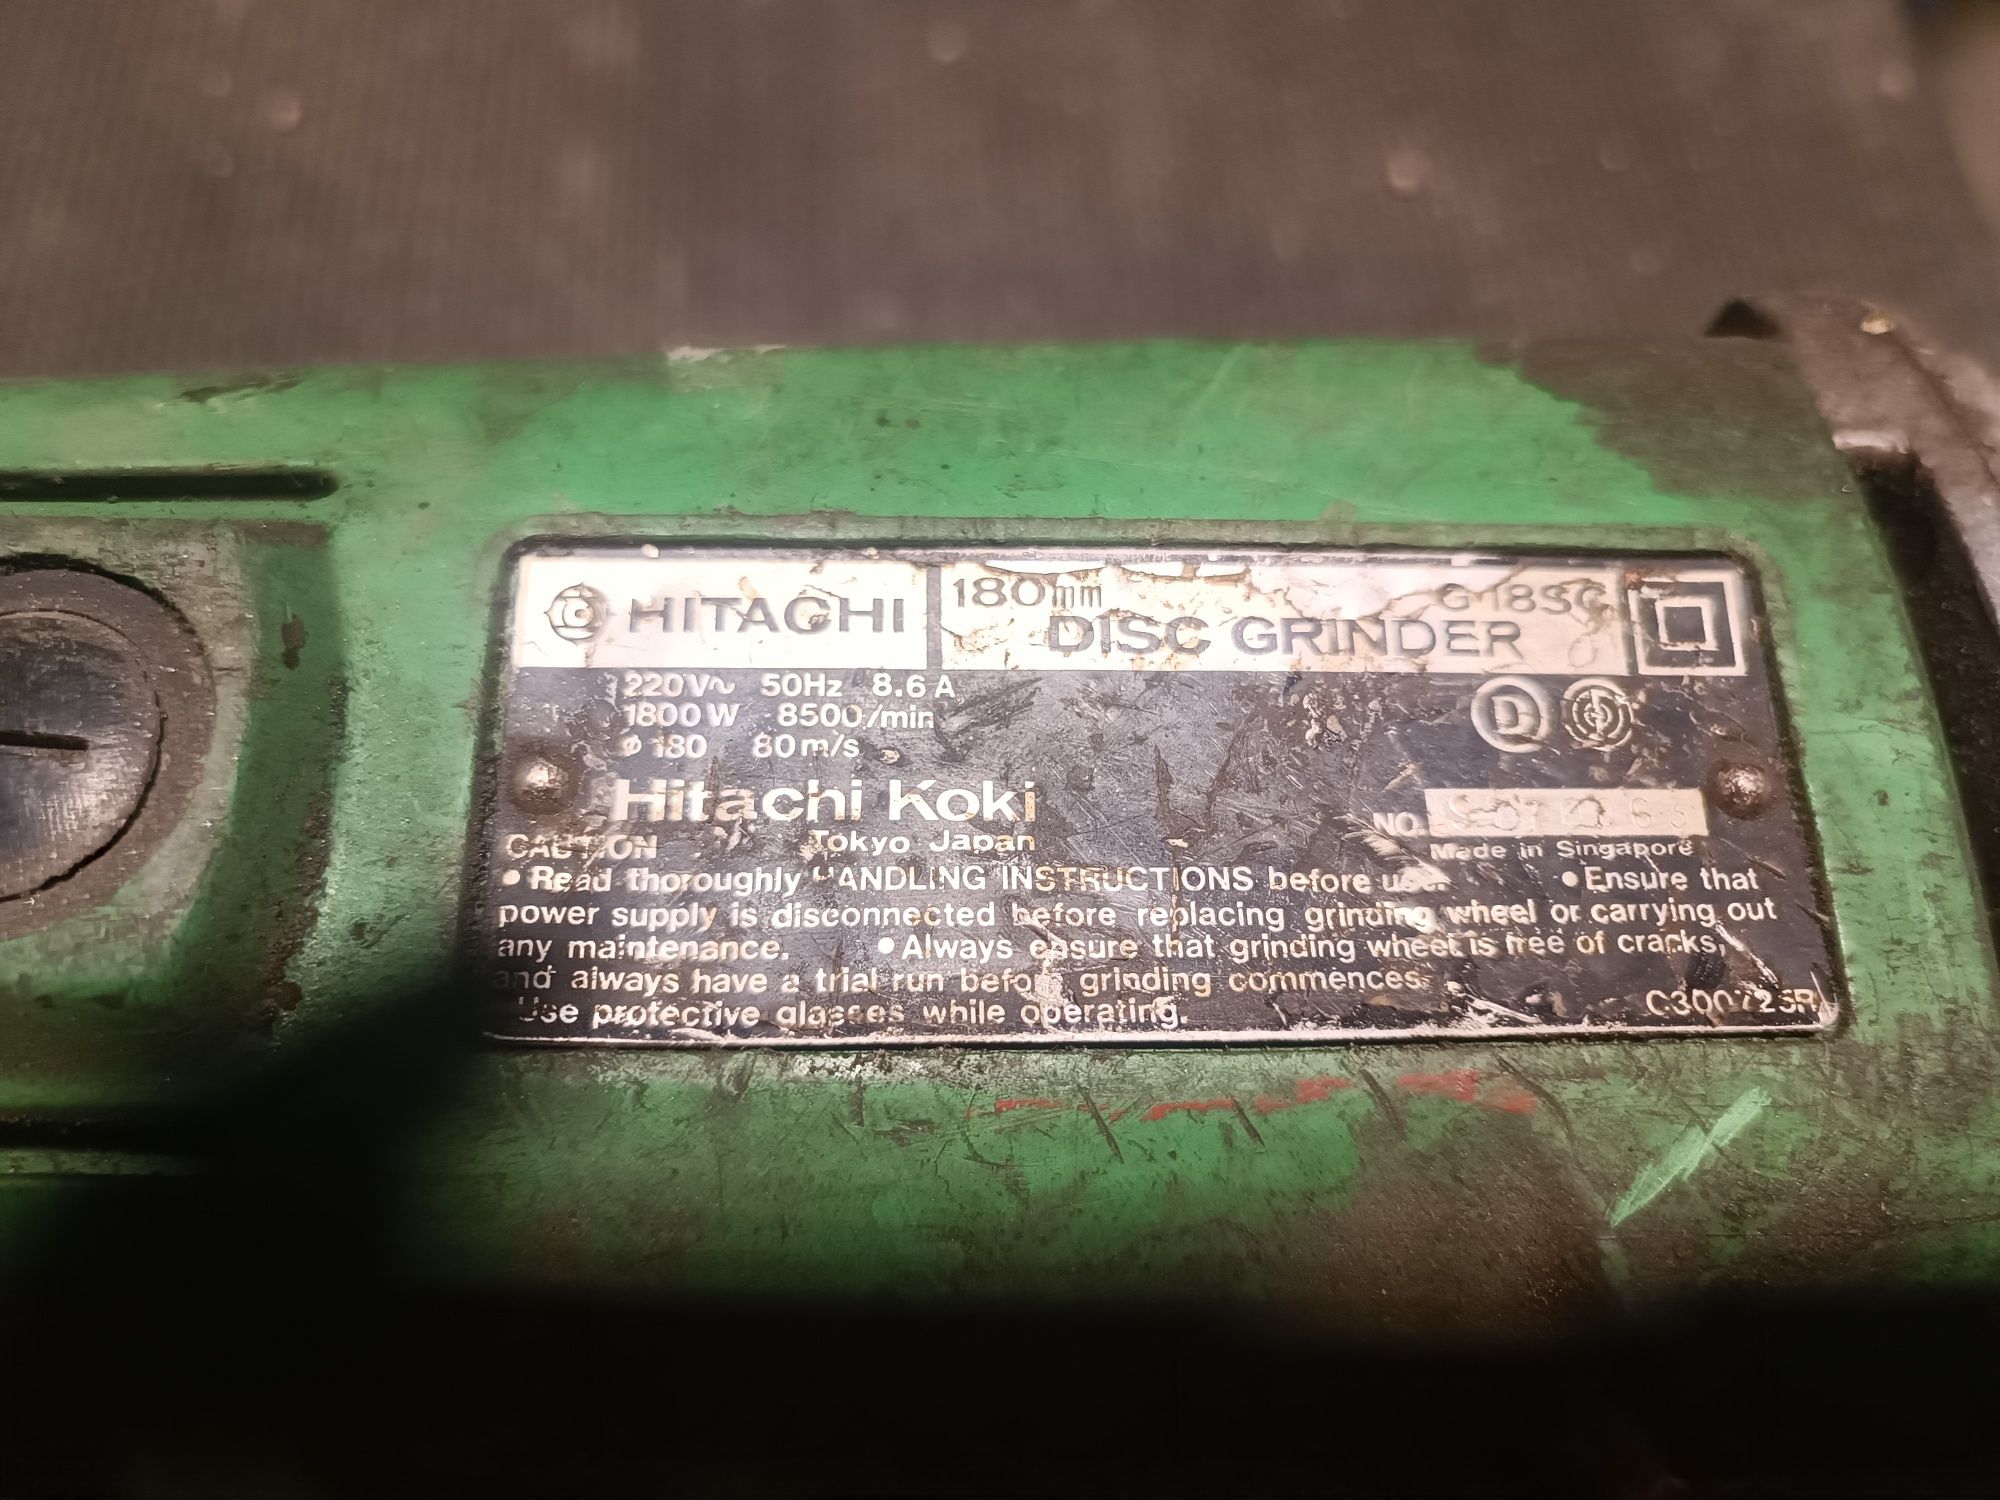 HITACHI
180mm G18SC
DISC GRINDER
220V~ 50Hz 8.6A
1800W 8500/min
ø180 80m/s
D
Hitachi Koki
NO.
CAUTION Tokyo Japan
Made in Singapore
• Read thoroughly HANDLING INSTRUCTIONS before use. • Ensure that
power supply is disconnected before replacing grinding wheel or carrying out
any maintenance. • Always ensure that grinding wheel is free of cracks,
and always have a trial run before grinding commences.
Use protective glasses while operating.